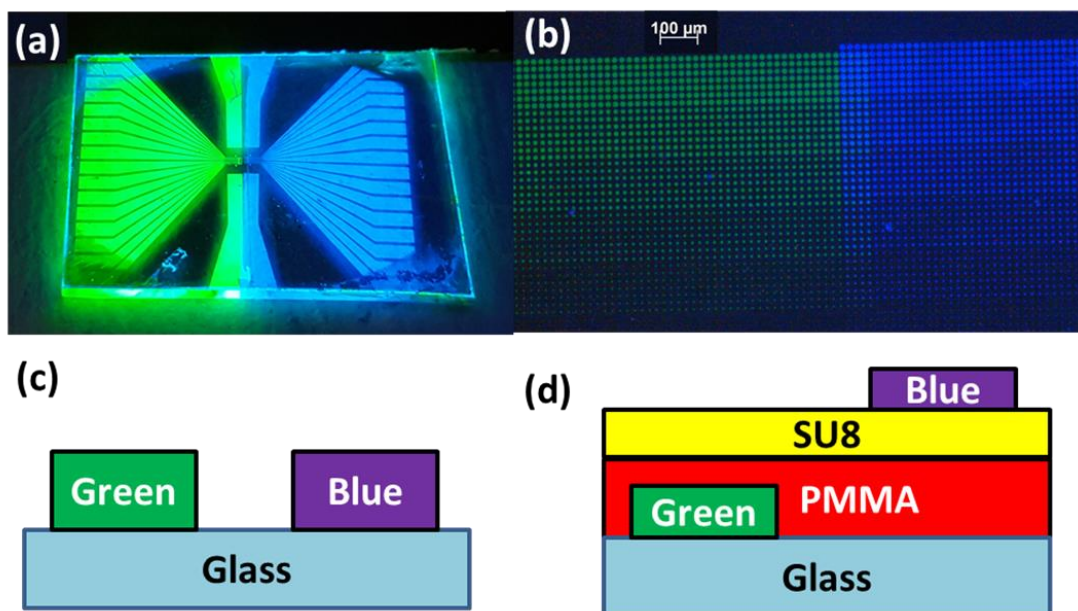 (a)
(b)
100 μm
(c)
Green
Blue
Glass
(d)
Blue
SU8
PMMA
Green
Glass